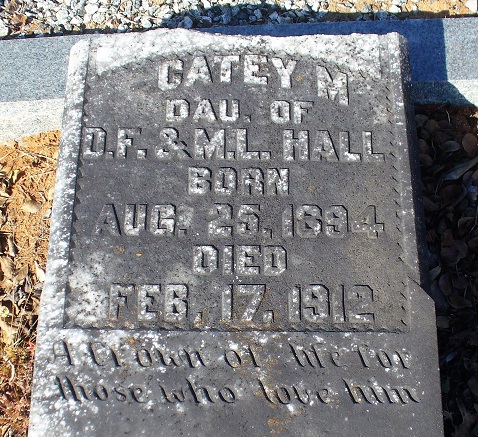 CATEY M
DAU. OF
D.F. & M.L. HALL
BORN
AUG. 25, 1894
DIED
FEB. 17, 1912
A Crown of life For
those who love him